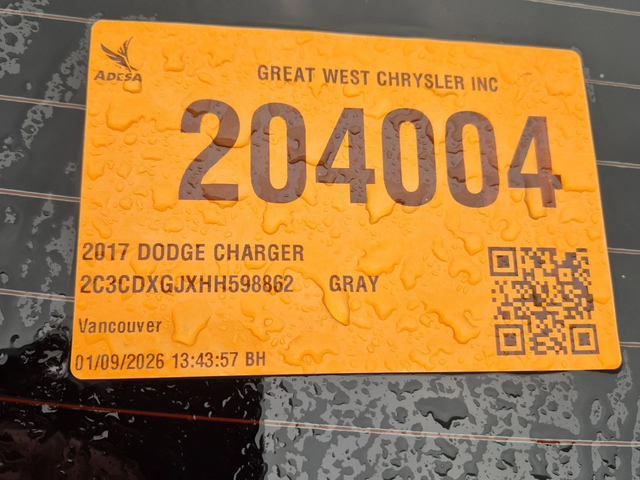 ADESA
GREAT WEST CHRYSLER INC
204004
2017 DODGE CHARGER
2C3CDXGJXHH598862 GRAY
Vancouver
01/09/2026 13:43:57 BH